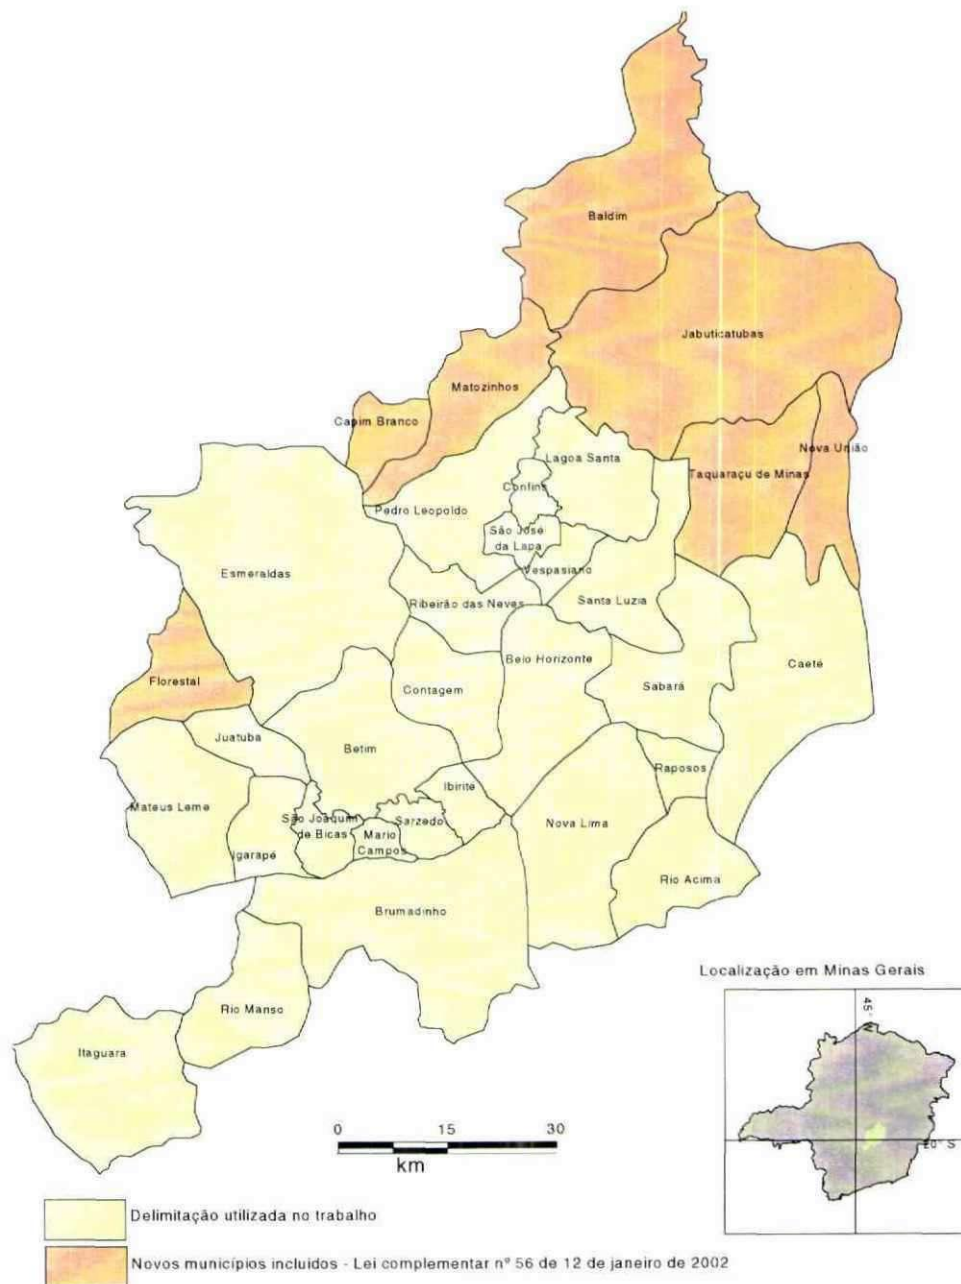 Baldim
Jabuticatubas
Matozinhos
Capim Branco
Nova União
Lagoa Santa
Taquaraçu de Minas
Confins
Pedro Leopoldo
São José
da Lapa
Vespasiano
Esmeraldas
Ribeirão das Neves
Santa Luzia
Belo Horizonte
Caeté
Florestal
Contagem
Sabará
Juatuba
Betim
Raposos
Ibirité
Mateus Leme
São Joaquim
de Bicas
Sarzedo
Nova Lima
Mario
Campos
Igarapé
Rio Acima
Brumadinho
Localização em Minas Gerais
Rio Manso
45° W
Itaguara
0 15 30
km
20° S
Delimitação utilizada no trabalho
Novos municípios incluídos - Lei complementar nº 56 de 12 de janeiro de 2002